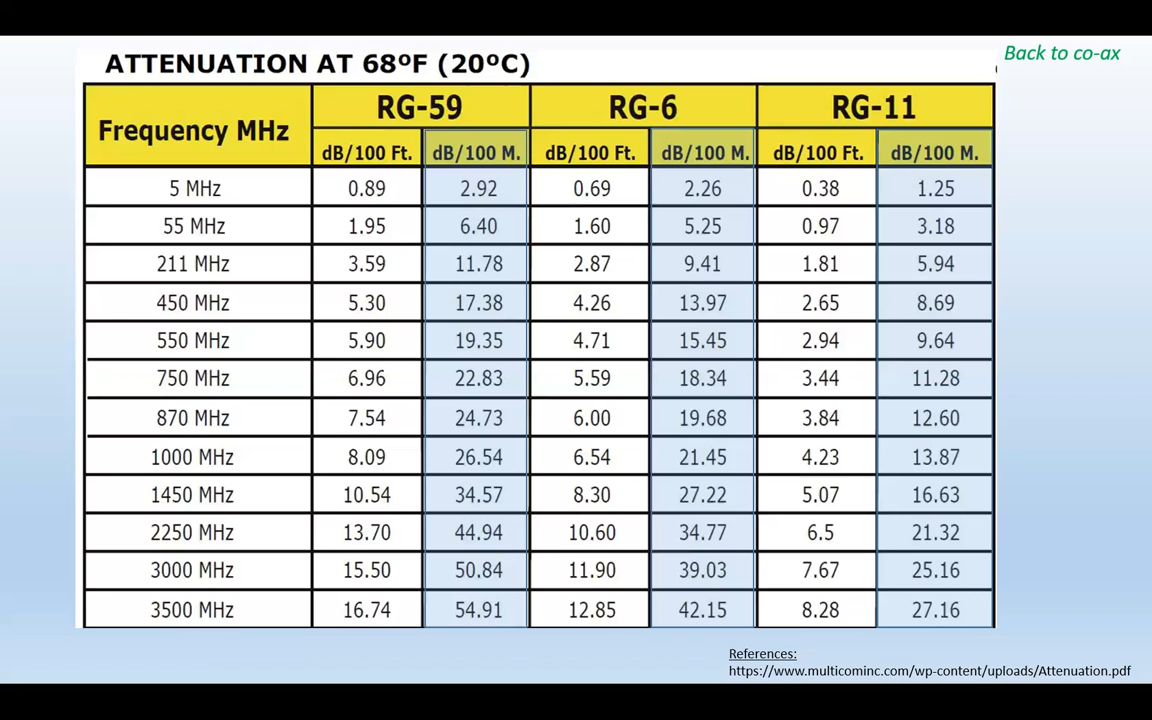 Back to co-ax
ATTENUATION AT 68ºF (20ºC)
Frequency MHz RG-59 RG-6 RG-11
dB/100 Ft. dB/100 M. dB/100 Ft. dB/100 M. dB/100 Ft. dB/100 M.
5 MHz 0.89 2.92 0.69 2.26 0.38 1.25
55 MHz 1.95 6.40 1.60 5.25 0.97 3.18
211 MHz 3.59 11.78 2.87 9.41 1.81 5.94
450 MHz 5.30 17.38 4.26 13.97 2.65 8.69
550 MHz 5.90 19.35 4.71 15.45 2.94 9.64
750 MHz 6.96 22.83 5.59 18.34 3.44 11.28
870 MHz 7.54 24.73 6.00 19.68 3.84 12.60
1000 MHz 8.09 26.54 6.54 21.45 4.23 13.87
1450 MHz 10.54 34.57 8.30 27.22 5.07 16.63
2250 MHz 13.70 44.94 10.60 34.77 6.5 21.32
3000 MHz 15.50 50.84 11.90 39.03 7.67 25.16
3500 MHz 16.74 54.91 12.85 42.15 8.28 27.16
References:
https://www.multicominc.com/wp-content/uploads/Attenuation.pdf